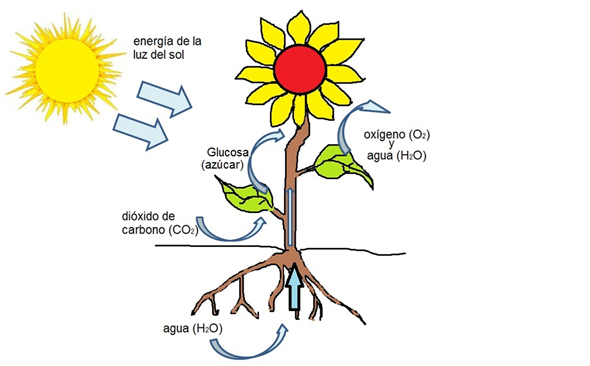 energía de la
luz del sol
oxígeno (O₂)
y
agua (H₂O)
Glucosa
(azúcar)
dióxido de
carbono (CO₂)
agua (H₂O)